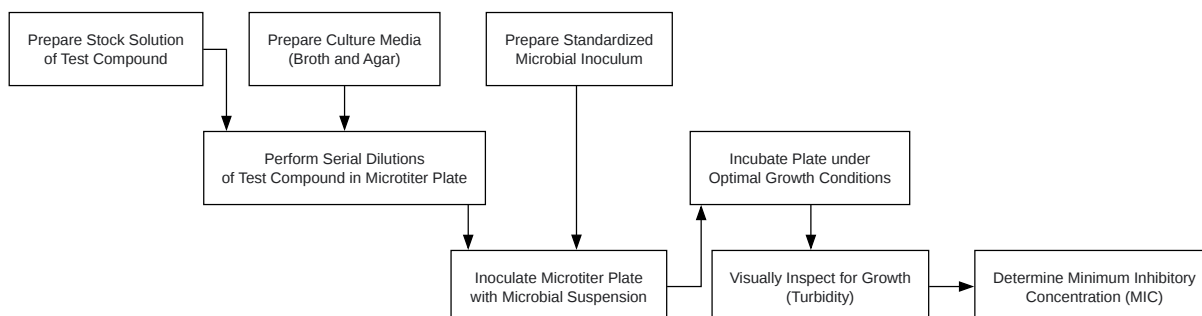 Prepare Stock Solution
of Test Compound
Prepare Culture Media
(Broth and Agar)
Prepare Standardized
Microbial Inoculum
Perform Serial Dilutions
of Test Compound in Microtiter Plate
Incubate Plate under
Optimal Growth Conditions
Inoculate Microtiter Plate
with Microbial Suspension
Visually Inspect for Growth
(Turbidity)
Determine Minimum Inhibitory
Concentration (MIC)